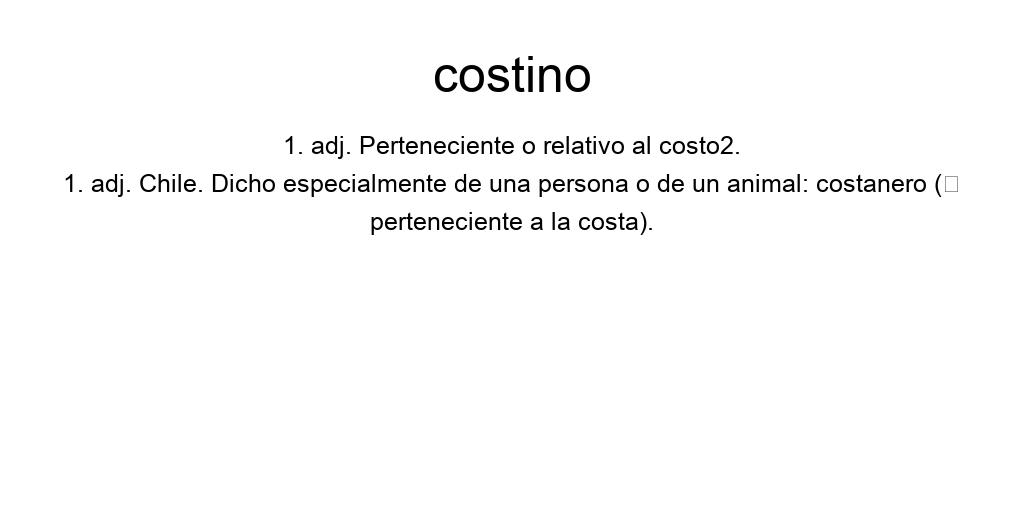 costino
1. adj. Perteneciente o relativo al costo2.
1. adj. Chile. Dicho especialmente de una persona o de un animal: costanero (□
perteneciente a la costa).